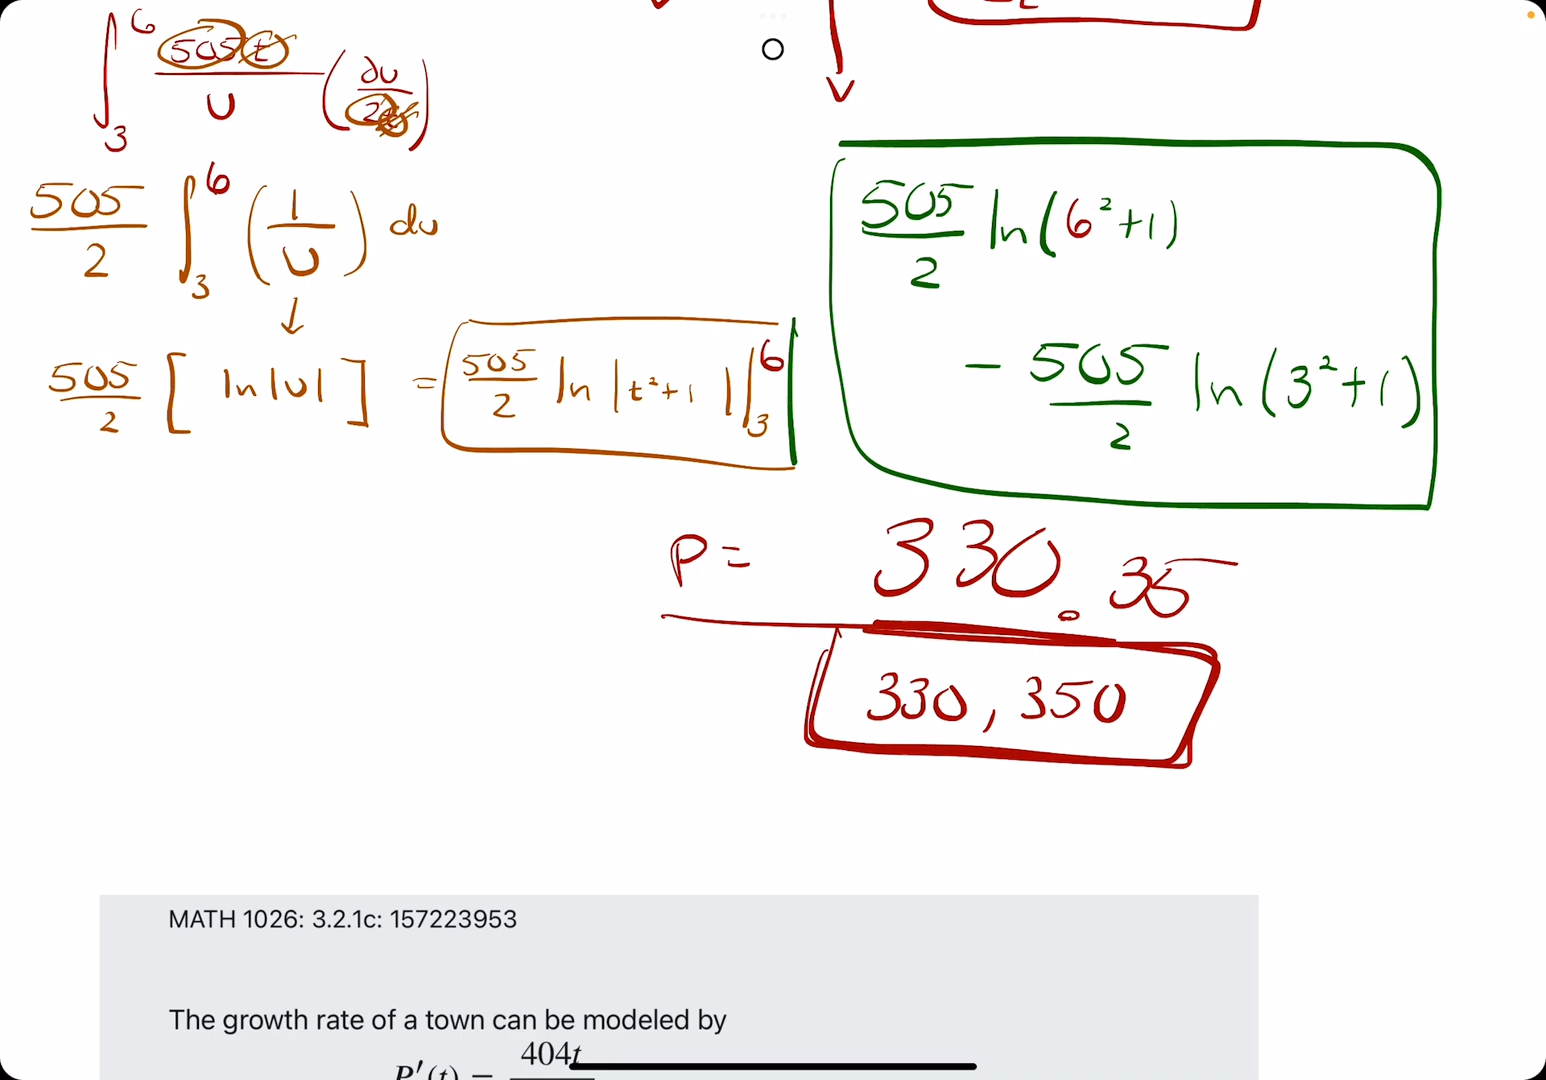 ∫₃⁶ 505t/U (du/2t)
505/2 ∫₃⁶ (1/U) du
↓
505/2 [ ln|U| ] = 505/2 ln|t²+1| |₃⁶
505/2 ln(6²+1)
- 505/2 ln(3²+1)
P= 330.35
330,350
MATH 1026: 3.2.1c: 157223953
The growth rate of a town can be modeled by
P′(t) = 404t